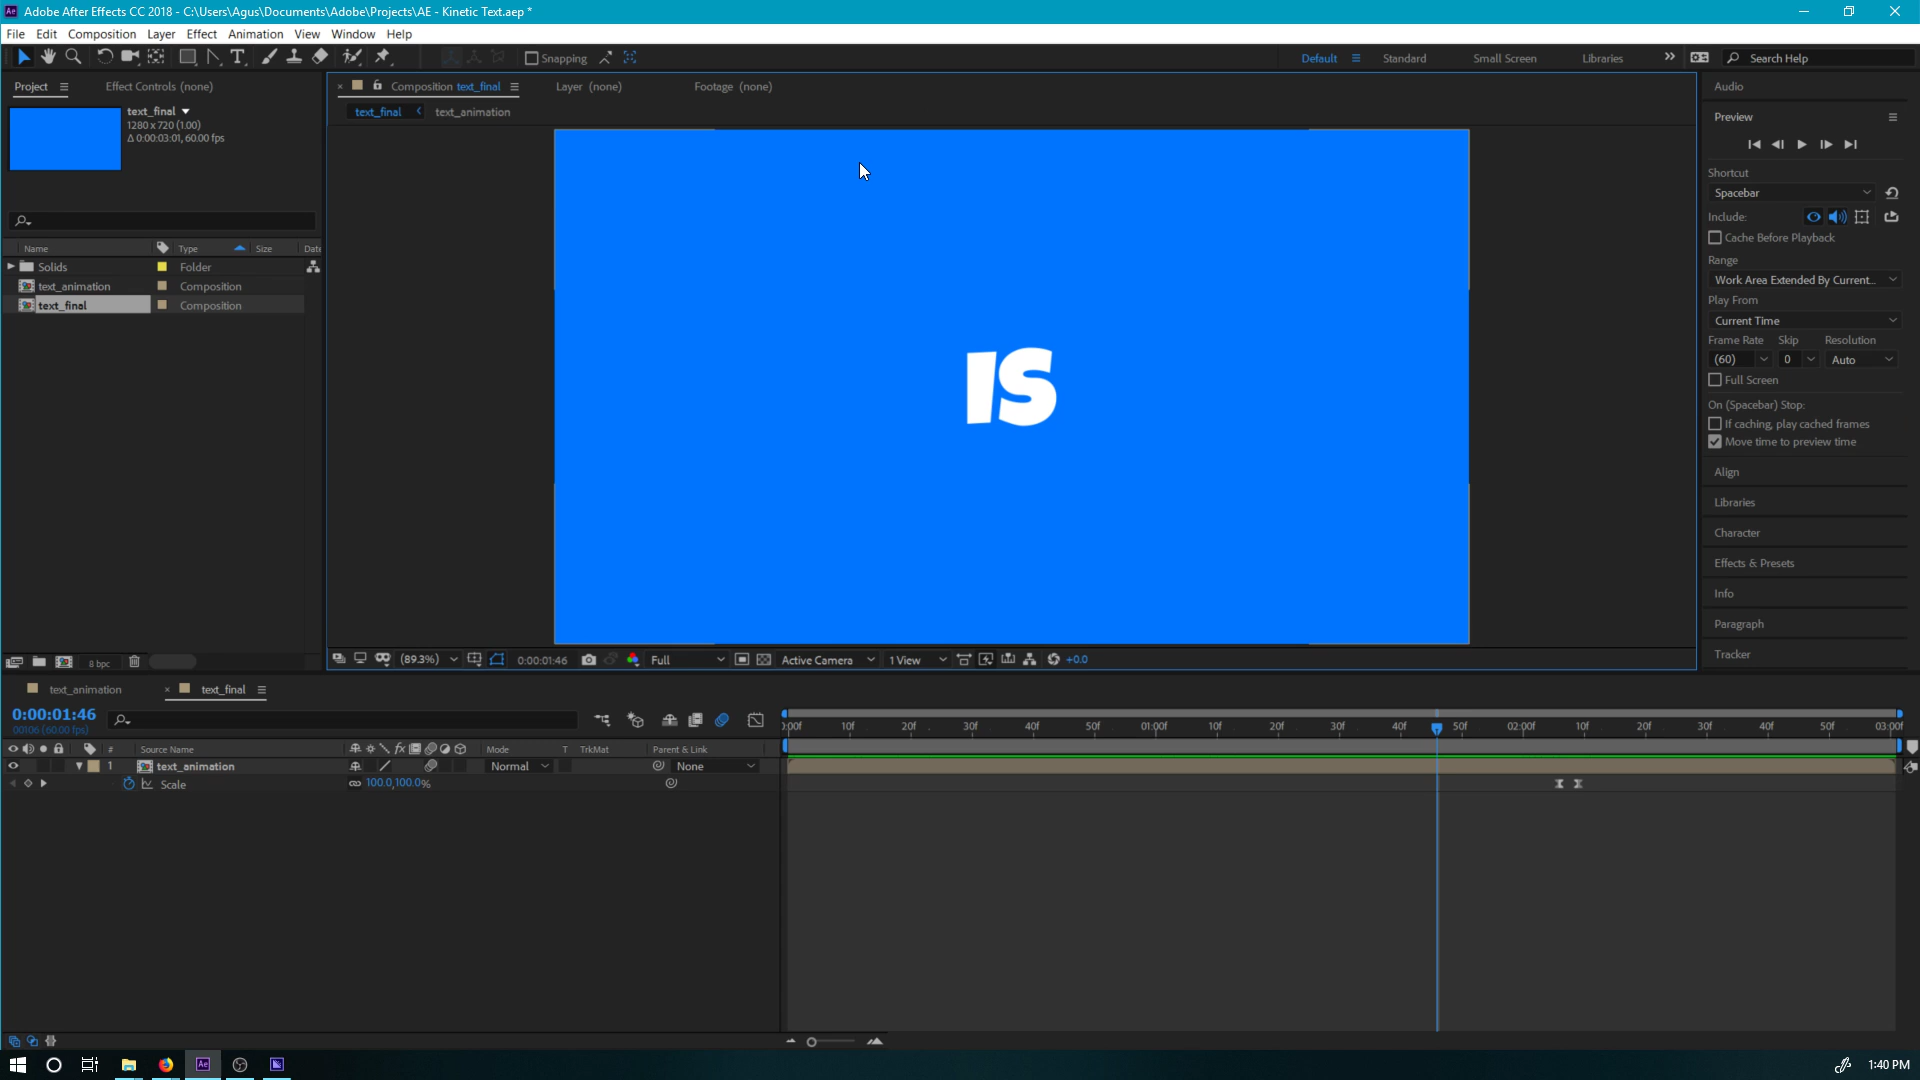 Adobe After Effects CC 2018 - C:\Users\Agus\Documents\Adobe\Projects\AE - Kinetic Text.aep *
File Edit Composition Layer Effect Animation View Window Help
Snapping Default Standard Small Screen Libraries Search Help
Project Effect Controls (none)
text_final
1280 x 720 (1.00)
Δ 0:00:03:01, 60.00 fps
Name Type Size Date
Solids Folder
text_animation Composition
text_final Composition
8 bpc
Composition text_final Layer (none) Footage (none)
text_final text_animation
IS
(89.3%) 0:00:01:46 Full Active Camera 1 View +0.0
Audio
Preview
Shortcut
Spacebar
Include:
Cache Before Playback
Range
Work Area Extended By Current...
Play From
Current Time
Frame Rate Skip Resolution
(60) 0 Auto
Full Screen
On (Spacebar) Stop:
If caching, play cached frames
Move time to preview time
Align
Libraries
Character
Effects & Presets
Info
Paragraph
Tracker
text_animation text_final
0:00:01:46
00106 (60.00 fps)
# Source Name Mode T TrkMat Parent & Link
1 text_animation Normal None
Scale 100.0,100.0%
:00f 10f 20f 30f 40f 50f 01:00f 10f 20f 30f 40f 50f 02:00f 10f 20f 30f 40f 50f 03:00f
1:40 PM